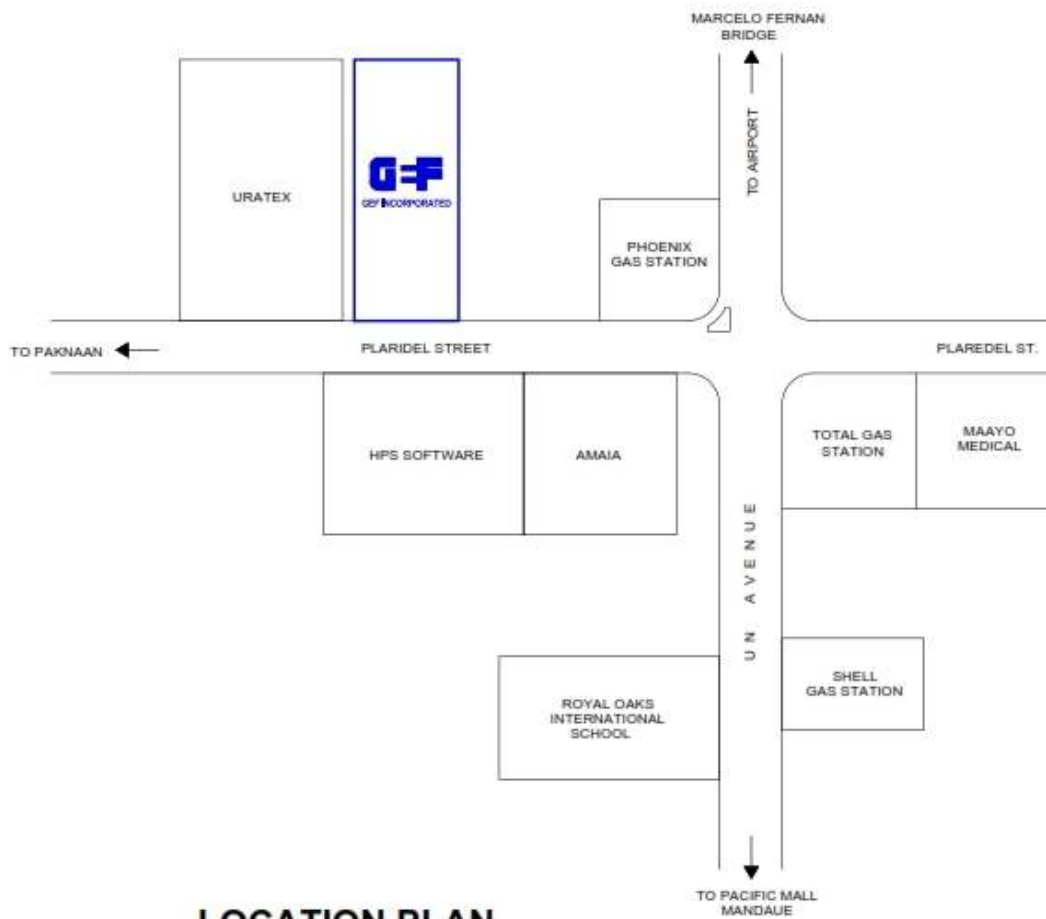 MARCELO FERNAN
BRIDGE
TO AIRPORT
URATEX
GEF
GEF INCORPORATED
PHOENIX
GAS STATION
TO PAKNAAN
PLARIDEL STREET
PLAREDEL ST.
HPS SOFTWARE
AMAIA
TOTAL GAS
STATION
MAAYO
MEDICAL
UN AVENUE
ROYAL OAKS
INTERNATIONAL
SCHOOL
SHELL
GAS STATION
TO PACIFIC MALL
MANDAUE
LOCATION PLAN